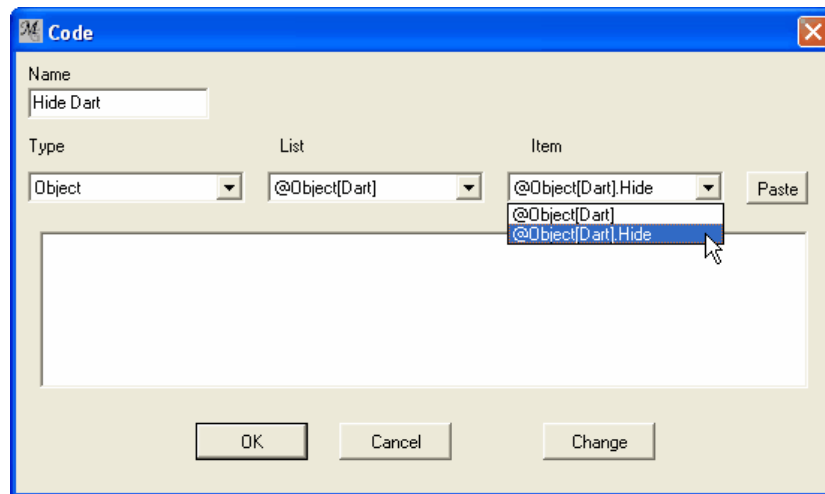 Code
Name
Hide Dart
Type List Item
Object @Object[Dart] @Object[Dart].Hide Paste
@Object[Dart]
@Object[Dart].Hide
OK Cancel Change